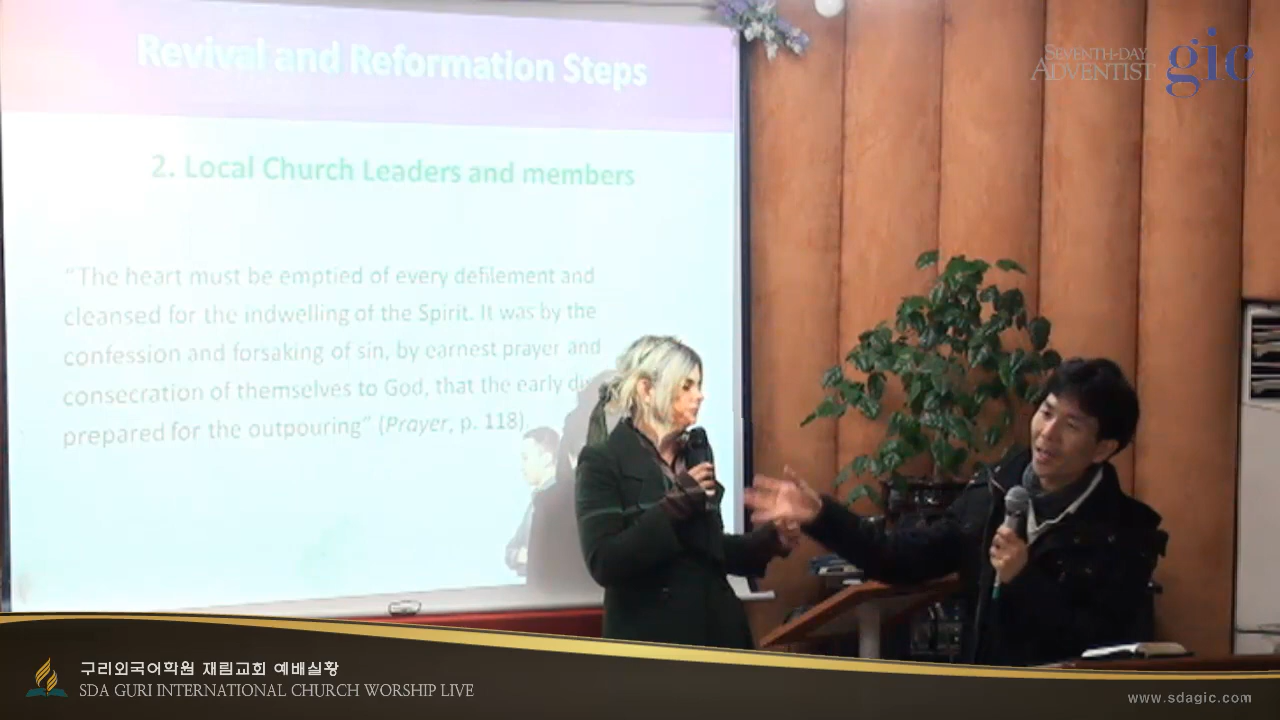 Revival and Reformation Steps
SEVENTH-DAY
ADVENTIST gic
2. Local Church Leaders and members
“The heart must be emptied of every defilement and
cleansed for the indwelling of the Spirit. It was by the
confession and forsaking of sin, by earnest prayer and
consecration of themselves to God, that the early
prepared for the outpouring” (Prayer, p. 118)
구리외국어학원 재림교회 예배실황
SDA GURI INTERNATIONAL CHURCH WORSHIP LIVE
www.sdagic.com